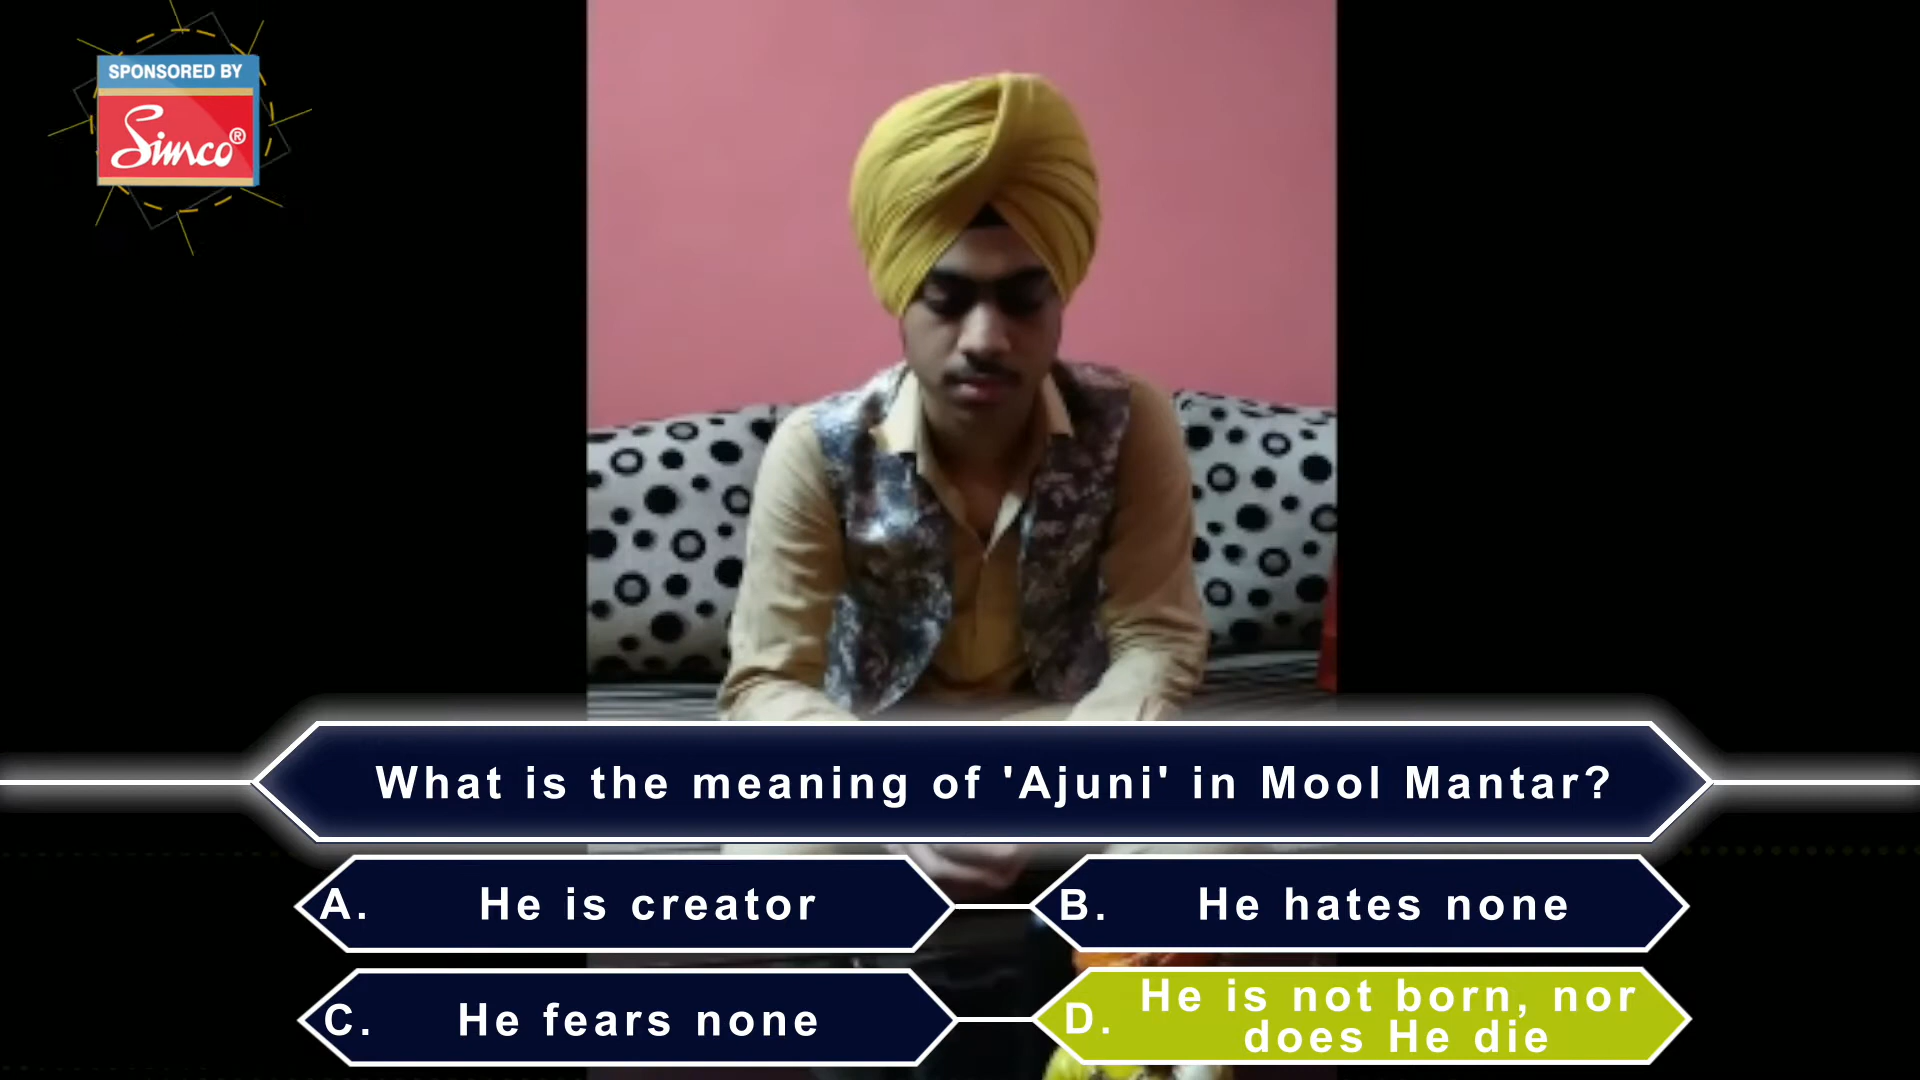 SPONSORED BY
Simco®
What is the meaning of 'Ajuni' in Mool Mantar?
A. He is creator
B. He hates none
C. He fears none
D. He is not born, nor
does He die